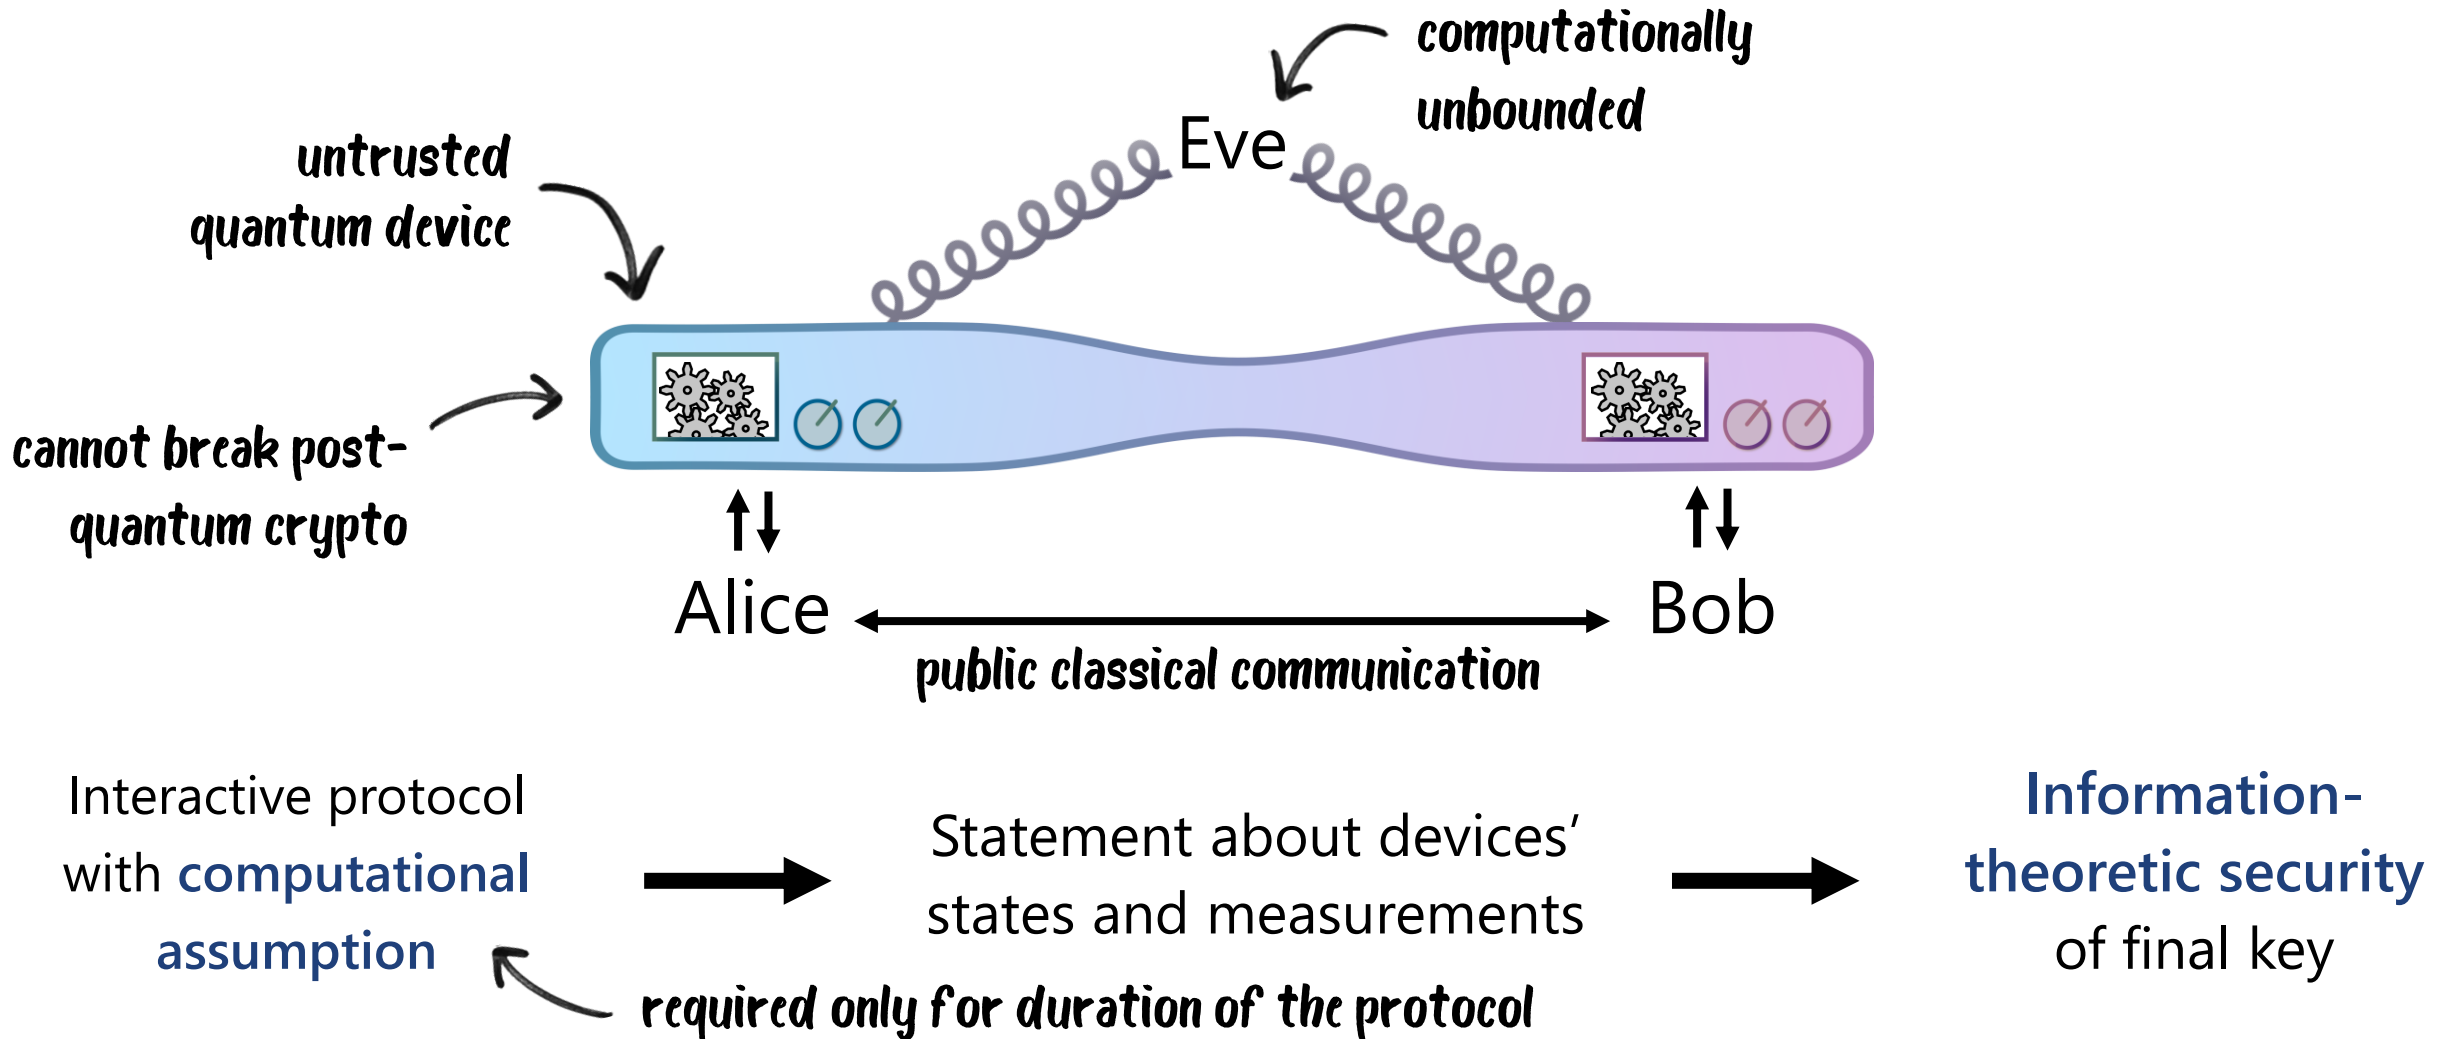 computationally
unbounded
Eve
untrusted
quantum device
cannot break post-
quantum crypto
Alice
Bob
public classical communication
Interactive protocol
with computational
assumption
Statement about devices’
states and measurements
Information-
theoretic security
of final key
required only for duration of the protocol